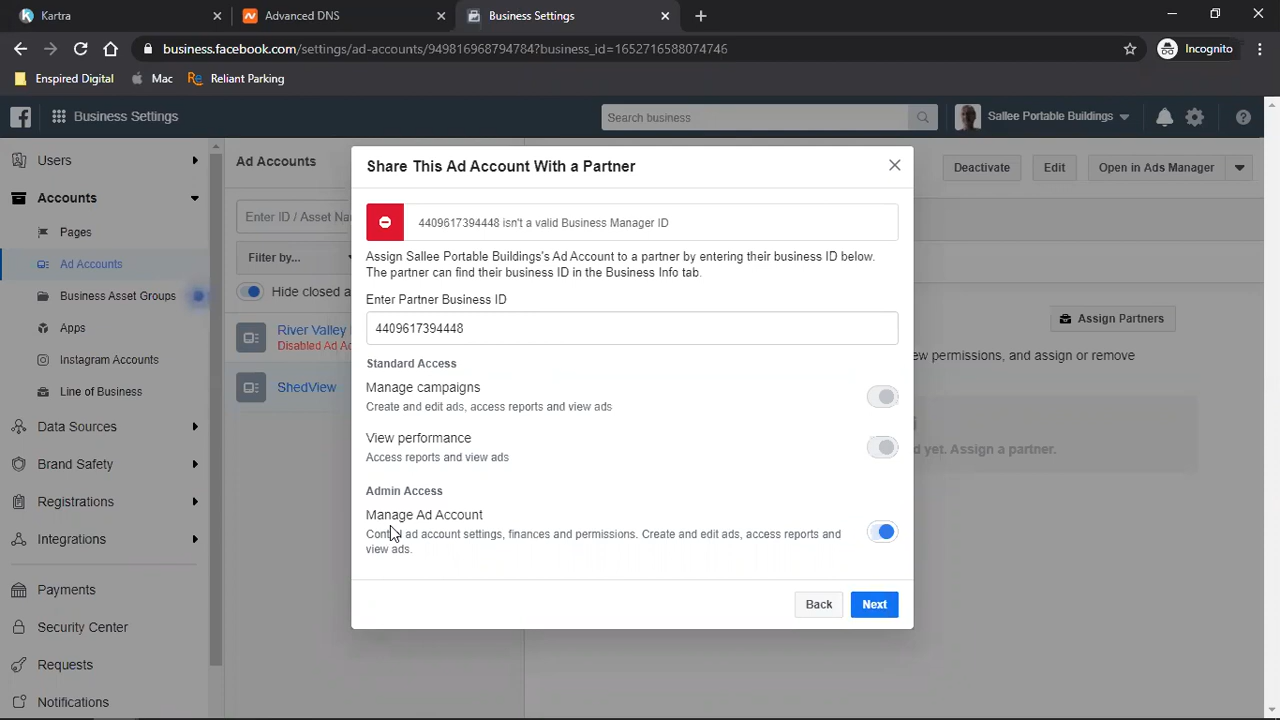 Kartra
Advanced DNS
Business Settings
business.facebook.com/settings/ad-accounts/949816968794784?business_id=1652716588074746
Incognito
Enspired Digital
Mac
Reliant Parking
Business Settings
Search business
Sallee Portable Buildings
Users
Accounts
Pages
Ad Accounts
Business Asset Groups
Apps
Instagram Accounts
Line of Business
Data Sources
Brand Safety
Registrations
Integrations
Payments
Security Center
Requests
Notifications
Ad Accounts
Enter ID / Asset Na
Filter by...
Hide closed a
River Valley
Disabled Ad Ac
ShedView
Deactivate
Edit
Open in Ads Manager
Assign Partners
ew permissions, and assign or remove
d yet. Assign a partner.
Share This Ad Account With a Partner
4409617394448 isn't a valid Business Manager ID
Assign Sallee Portable Buildings's Ad Account to a partner by entering their business ID below.
The partner can find their business ID in the Business Info tab.
Enter Partner Business ID
4409617394448
Standard Access
Manage campaigns
Create and edit ads, access reports and view ads
View performance
Access reports and view ads
Admin Access
Manage Ad Account
Control ad account settings, finances and permissions. Create and edit ads, access reports and
view ads.
Back
Next